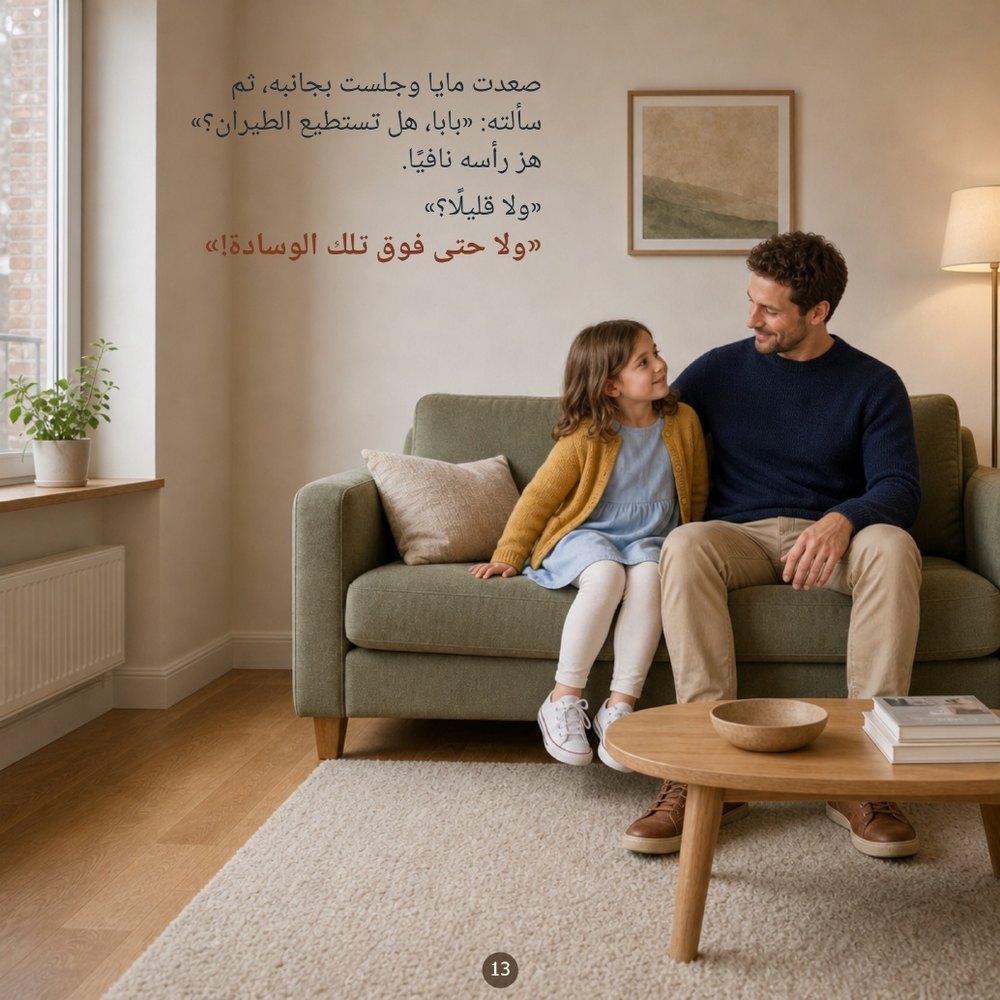 صعدت مايا وجلست بجانبه، ثم
سألته: «بابا، هل تستطيع الطيران؟»
هز رأسه نافيًا.
«ولا قليلًا؟»
«ولا حتى فوق تلك الوسادة!»
13